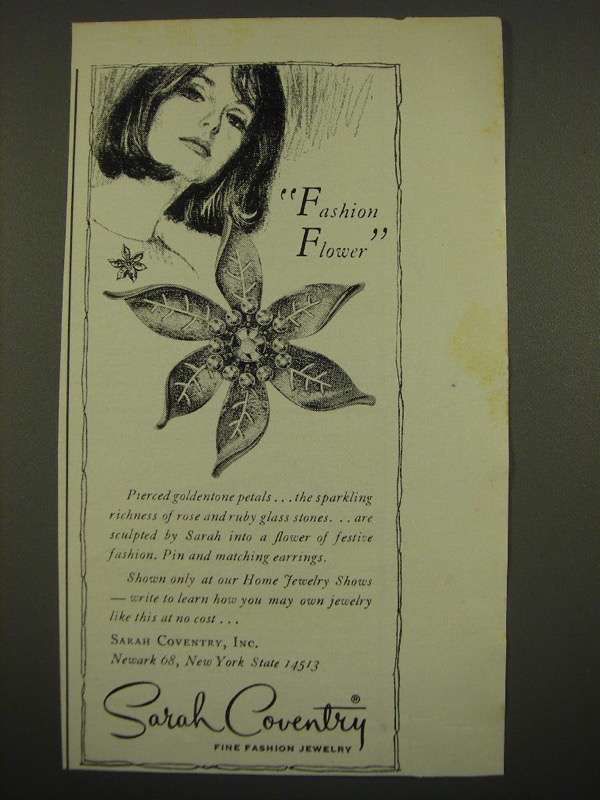 “Fashion
Flower”
Pierced goldentone petals . . . the sparkling
richness of rose and ruby glass stones. . . are
sculpted by Sarah into a flower of festive
fashion. Pin and matching earrings.
Shown only at our Home Jewelry Shows
— write to learn how you may own jewelry
like this at no cost . . .
SARAH COVENTRY, INC.
Newark 68, New York State 14513
Sarah Coventry ®
FINE FASHION JEWELRY